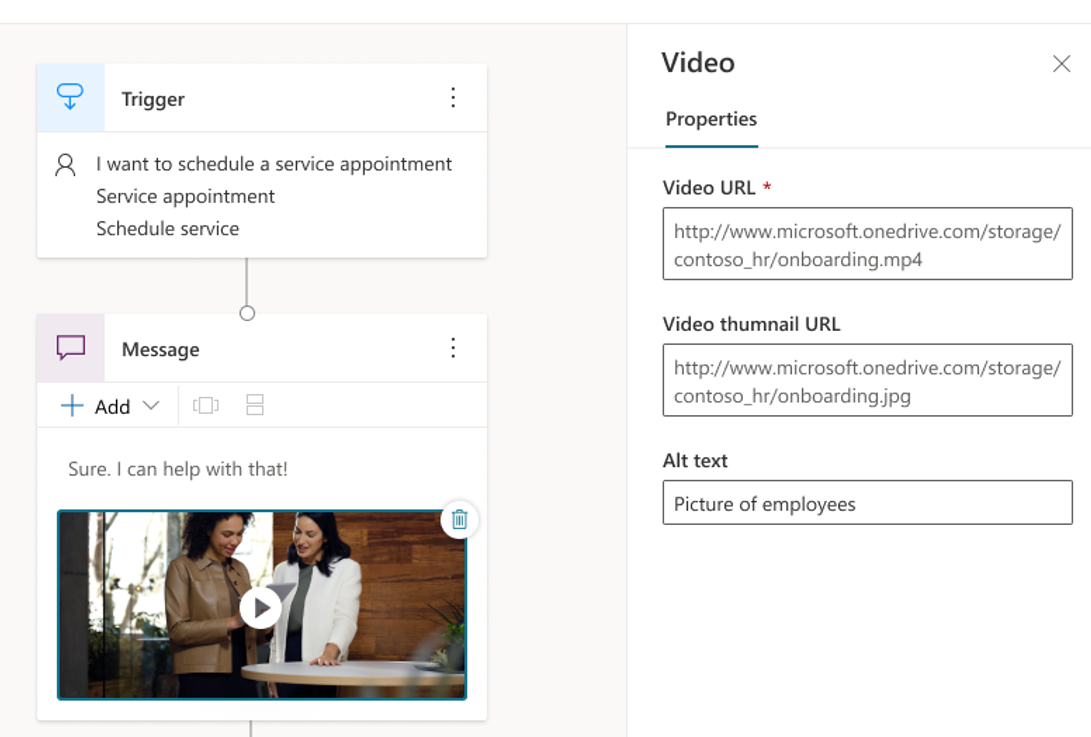 Trigger
I want to schedule a service appointment
Service appointment
Schedule service
Message
Add
Sure. I can help with that!
Video
Properties
Video URL *
http://www.microsoft.onedrive.com/storage/
contoso_hr/onboarding.mp4
Video thumnail URL
http://www.microsoft.onedrive.com/storage/
contoso_hr/onboarding.jpg
Alt text
Picture of employees